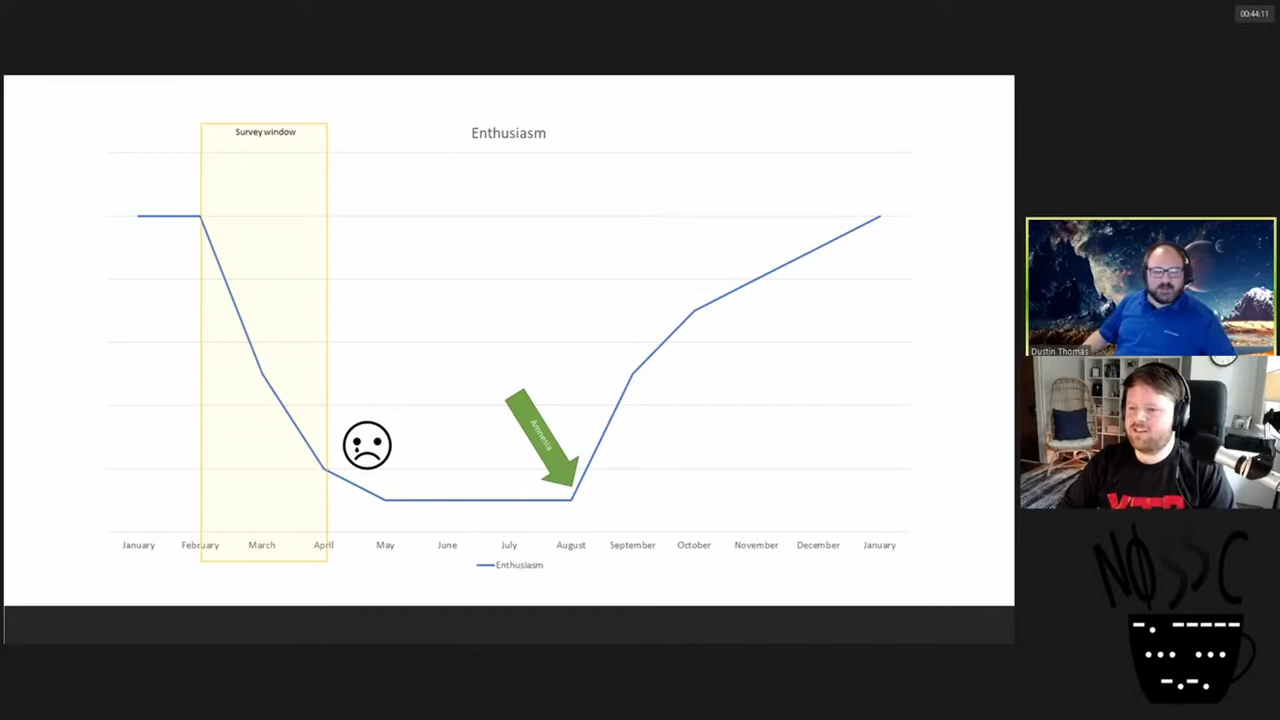 00:44:11
Survey window
Enthusiasm
Amnesia
January February March April May June July August September October November December January
Enthusiasm
Dustin Thomas
NØSSC
-. -----
... ...
-.-.